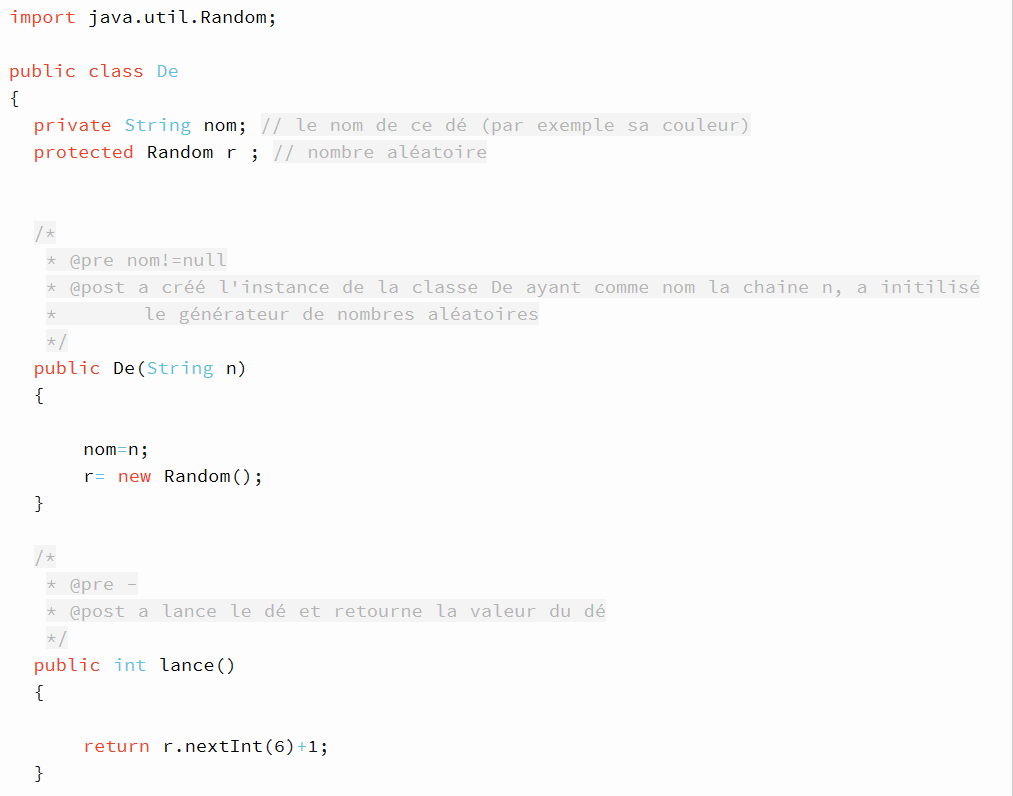 import java.util.Random;
public class De
{
private String nom; // le nom de ce dé (par exemple sa couleur)
protected Random r ; // nombre aléatoire
/*
* @pre nom!=null
* @post a créé l'instance de la classe De ayant comme nom la chaine n, a initilisé
* le générateur de nombres aléatoires
*/
public De(String n)
{
nom=n;
r= new Random();
}
/*
* @pre -
* @post a lance le dé et retourne la valeur du dé
*/
public int lance()
{
return r.nextInt(6)+1;
}